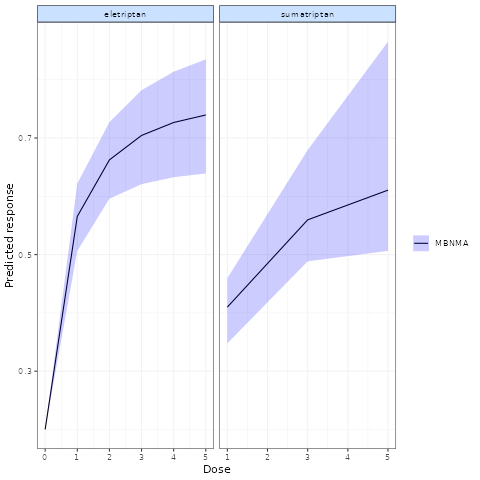 eletriptan
sumatriptan
0.7
0.5
0.3
Predicted response
0 1 2 3 4 5
1 2 3 4 5
Dose
MBNMA